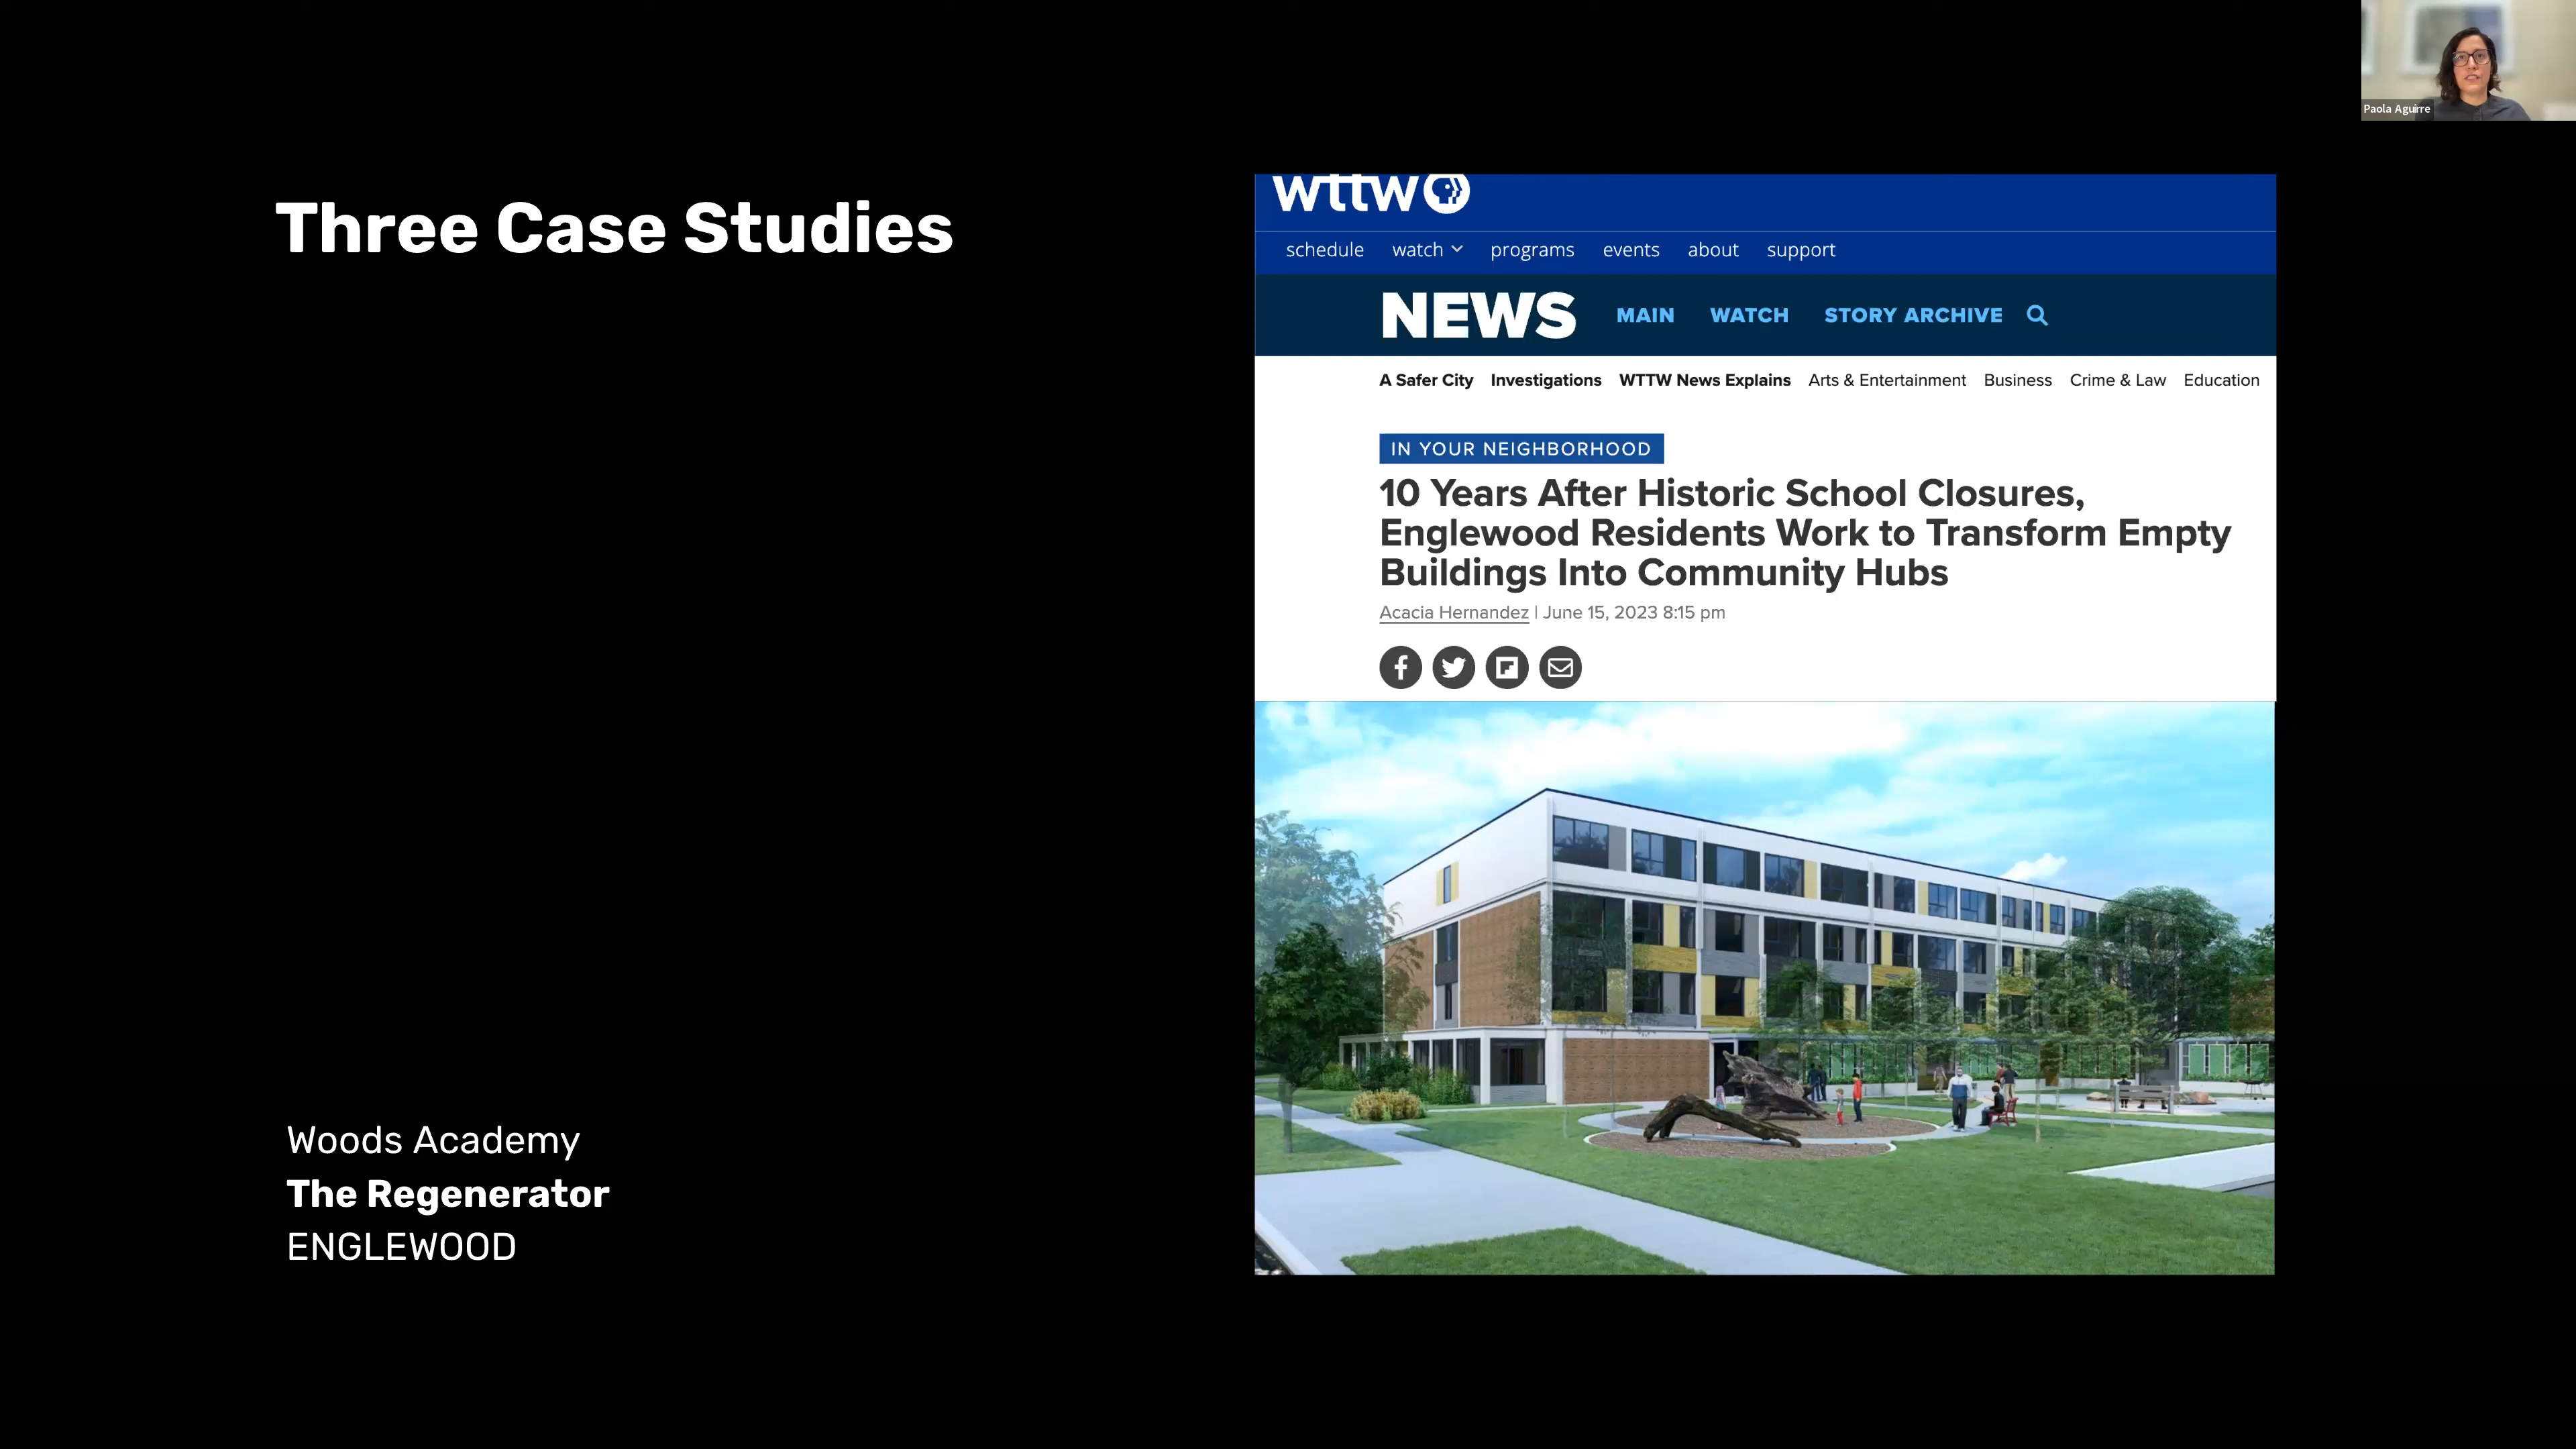 Paola Aguirre
Three Case Studies
wttw
schedule watch programs events about support
NEWS MAIN WATCH STORY ARCHIVE
A Safer City Investigations WTTW News Explains Arts & Entertainment Business Crime & Law Education
IN YOUR NEIGHBORHOOD
10 Years After Historic School Closures,
Englewood Residents Work to Transform Empty
Buildings Into Community Hubs
Acacia Hernandez | June 15, 2023 8:15 pm
Woods Academy
The Regenerator
ENGLEWOOD